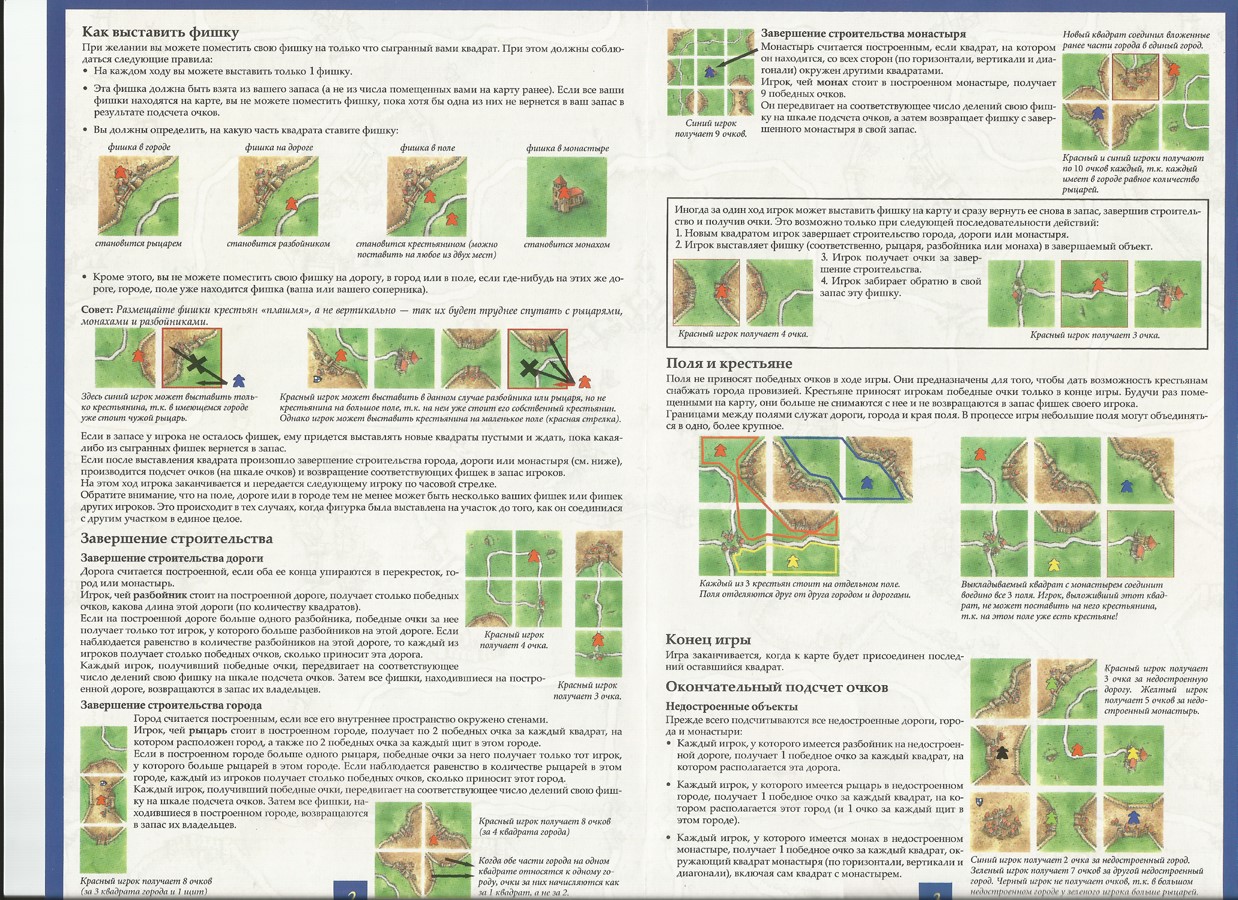 Как выставить фишку
При желании вы можете поместить свою фишку на только что сыгранный вами квадрат. При этом должны соблю-
даться следующие правила:
• На каждом ходу вы можете выставить только 1 фишку.
• Эта фишка должна быть взята из вашего запаса (а не из числа помещенных вами на карту ранее). Если все ваши
фишки находятся на карте, вы не можете поместить фишку, пока хотя бы одна из них не вернется в ваш запас в
результате подсчета очков.
• Вы должны определить, на какую часть квадрата ставите фишку:
фишка в городе
фишка на дороге
фишка в поле
фишка в монастыре
становится рыцарем
становится разбойником
становится крестьянином (можно
поставить на любое из двух мест)
становится монахом
• Кроме этого, вы не можете поместить свою фишку на дорогу, в город или в поле, если где-нибудь на этих же до-
роге, городе, поле уже находится фишка (ваша или вашего соперника).
Совет: Размещайте фишки крестьян «плашмя», а не вертикально — так их будет труднее спутать с рыцарями,
монахами и разбойниками.
Здесь синий игрок может выставить толь-
ко крестьянина, т.к. в имеющемся городе
уже стоит чужой рыцарь.
Красный игрок может выставить в данном случае разбойника или рыцаря, но не
крестьянина на большое поле, т.к. на нем уже стоит его собственный крестьянин.
Однако игрок может выставить крестьянина на маленькое поле (красная стрелка).
Если в запасе у игрока не осталось фишек, ему придется выставлять новые квадраты пустыми и ждать, пока какая-
либо из сыгранных фишек вернется в запас.
Если после выставления квадрата произошло завершение строительства города, дороги или монастыря (см. ниже),
производится подсчет очков (на шкале очков) и возвращение соответствующих фишек в запас игроков.
На этом ход игрока заканчивается и передается следующему игроку по часовой стрелке.
Обратите внимание, что на поле, дороге или в городе тем не менее может быть несколько ваших фишек или фишек
других игроков. Это происходит в тех случаях, когда фигурка была выставлена на участок до того, как он соединился
с другим участком в единое целое.
Завершение строительства
Завершение строительства дороги
Дорога считается построенной, если оба ее конца упираются в перекресток, го-
род или монастырь.
Игрок, чей разбойник стоит на построенной дороге, получает столько победных
очков, какова длина этой дороги (по количеству квадратов).
Если на построенной дороге больше одного разбойника, победные очки за нее
получает только тот игрок, у которого больше разбойников на этой дороге. Если
наблюдается равенство в количестве разбойников на этой дороге, то каждый из
игроков получает столько победных очков, сколько приносит эта дорога.
Каждый игрок, получивший победные очки, передвигает на соответствующее
число делений свою фишку на шкале подсчета очков. Затем все фишки, находившиеся на постро-
енной дороге, возвращаются в запас их владельцев.
Красный игрок
получает 4 очка.
Красный игрок
получает 3 очка.
Завершение строительства города
Город считается построенным, если все его внутреннее пространство окружено стенами.
Игрок, чей рыцарь стоит в построенном городе, получает по 2 победных очка за каждый квадрат, на
котором расположен город, а также по 2 победных очка за каждый щит в этом городе.
Если в построенном городе больше одного рыцаря, победные очки за него получает только тот игрок,
у которого больше рыцарей в этом городе. Если наблюдается равенство в количестве рыцарей в этом
городе, каждый из игроков получает столько победных очков, сколько приносит этот город.
Каждый игрок, получивший победные очки, передвигает на соответствующее число делений свою фиш-
ку на шкале подсчета очков. Затем все фишки, на-
ходившиеся в построенном городе, возвращаются
в запас их владельцев.
Красный игрок получает 8 очков
(за 3 квадрата города и 1 щит)
Красный игрок получает 8 очков
(за 4 квадрата города)
Когда обе части города на одном
квадрате относятся к одному го-
роду, очки за них начисляются как
за 1 квадрат, а не за 2.
Завершение строительства монастыря
Монастырь считается построенным, если квадрат, на котором
он находится, со всех сторон (по горизонтали, вертикали и диа-
гонали) окружен другими квадратами.
Игрок, чей монах стоит в построенном монастыре, получает
9 победных очков.
Он передвигает на соответствующее число делений свою фиш-
ку на шкале подсчета очков, а затем возвращает фишку с завер-
шенного монастыря в свой запас.
Синий игрок
получает 9 очков.
Новый квадрат соединил вложенные
ранее части города в единый город.
Красный и синий игроки получают
по 10 очков каждый, т.к. каждый
имеет в городе равное количество
рыцарей.
Иногда за один ход игрок может выставить фишку на карту и сразу вернуть ее снова в запас, завершив строитель-
ство и получив очки. Это возможно только при следующей последовательности действий:
1. Новым квадратом игрок завершает строительство города, дороги или монастыря.
2. Игрок выставляет фишку (соответственно, рыцаря, разбойника или монаха) в завершаемый объект.
3. Игрок получает очки за завер-
шение строительства.
4. Игрок забирает обратно в свой
запас эту фишку.
Красный игрок получает 4 очка.
Красный игрок получает 3 очка.
Поля и крестьяне
Поля не приносят победных очков в ходе игры. Они предназначены для того, чтобы дать возможность крестьянам
снабжать города провизией. Крестьяне приносят игрокам победные очки только в конце игры. Будучи раз поме-
щенными на карту, они больше не снимаются с нее и не возвращаются в запас фишек своего игрока.
Границами между полями служат дороги, города и края поля. В процессе игры небольшие поля могут объединять-
ся в одно, более крупное.
Каждый из 3 крестьян стоит на отдельном поле.
Поля отделяются друг от друга городом и дорогами.
Выкладываемый квадрат с монастырем соединит
воедино все 3 поля. Игрок, выложивший этот квад-
рат, не может поставить на него крестьянина,
т.к. на этом поле уже есть крестьяне!
Конец игры
Игра заканчивается, когда к карте будет присоединен послед-
ний оставшийся квадрат.
Окончательный подсчет очков
Недостроенные объекты
Прежде всего подсчитываются все недостроенные дороги, горо-
да и монастыри:
• Каждый игрок, у которого имеется разбойник на недостроен-
ной дороге, получает 1 победное очко за каждый квадрат, на
котором располагается эта дорога.
• Каждый игрок, у которого имеется рыцарь в недостроенном
городе, получает 1 победное очко за каждый квадрат, на ко-
тором располагается этот город (и 1 очко за каждый щит в
этом городе).
• Каждый игрок, у которого имеется монах в недостроенном
монастыре, получает 1 победное очко за каждый квадрат, ок-
ружающий квадрат монастыря (по горизонтали, вертикали и
диагонали), включая сам квадрат с монастырем.
Красный игрок получает
3 очка за недостроенную
дорогу. Желтый игрок
получает 5 очков за недо-
строенный монастырь.
Синий игрок получает 2 очка за недостроенный город.
Зеленый игрок получает 7 очков за другой недостроенный
город. Черный игрок не получает очков, т.к. в большом
недостроенном городе у зеленого игрока больше рыцарей.